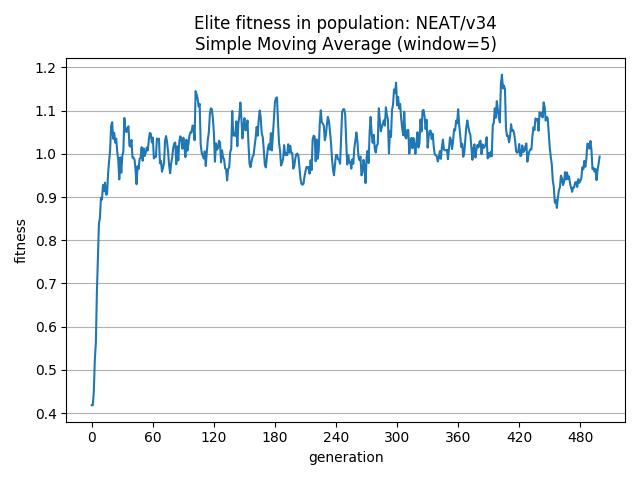 Elite fitness in population: NEAT/v34
Simple Moving Average (window=5)
1.2
1.1
1.0
0.9
0.8
0.7
0.6
0.5
0.4
fitness
0 60 120 180 240 300 360 420 480
generation